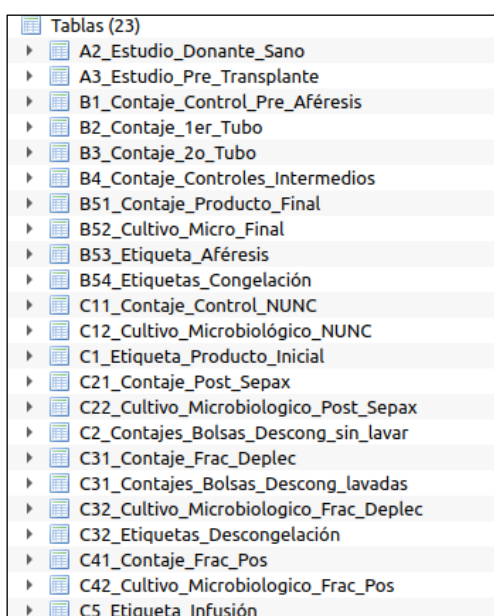 Tablas (23)
A2_Estudio_Donante_Sano
A3_Estudio_Pre_Transplante
B1_Contaje_Control_Pre_Aféresis
B2_Contaje_1er_Tubo
B3_Contaje_2o_Tubo
B4_Contaje_Controles_Intermedios
B51_Contaje_Producto_Final
B52_Cultivo_Micro_Final
B53_Etiqueta_Aféresis
B54_Etiquetas_Congelación
C11_Contaje_Control_NUNC
C12_Cultivo_Microbiológico_NUNC
C1_Etiqueta_Producto_Inicial
C21_Contaje_Post_Sepax
C22_Cultivo_Microbiologico_Post_Sepax
C2_Contajes_Bolsas_Descong_sin_lavar
C31_Contaje_Frac_Deplec
C31_Contajes_Bolsas_Descong_lavadas
C32_Cultivo_Microbiologico_Frac_Deplec
C32_Etiquetas_Descongelación
C41_Contaje_Frac_Pos
C42_Cultivo_Microbiologico_Frac_Pos
C5_Etiqueta_Infusión